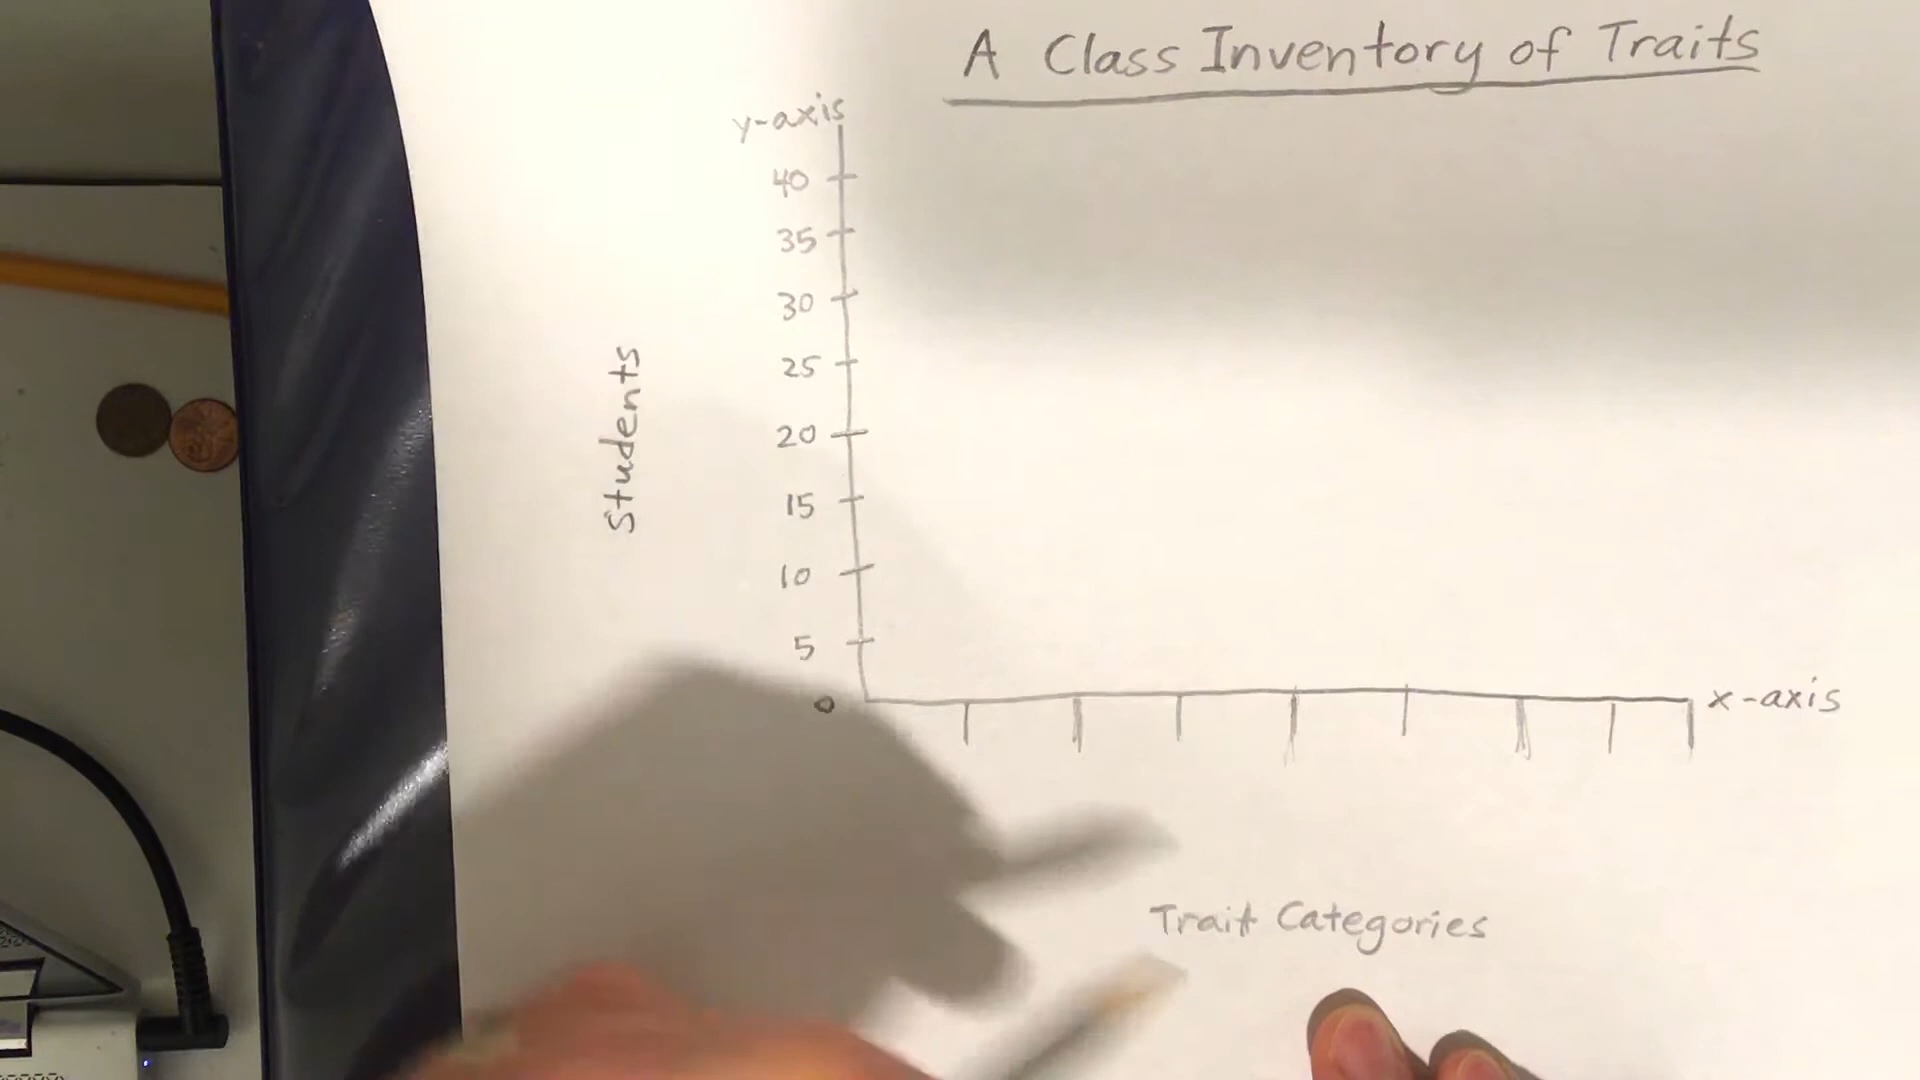 A Class Inventory of Traits
y-axis
40
35
30
25
20
15
10
5
0
Students
x-axis
Trait Categories